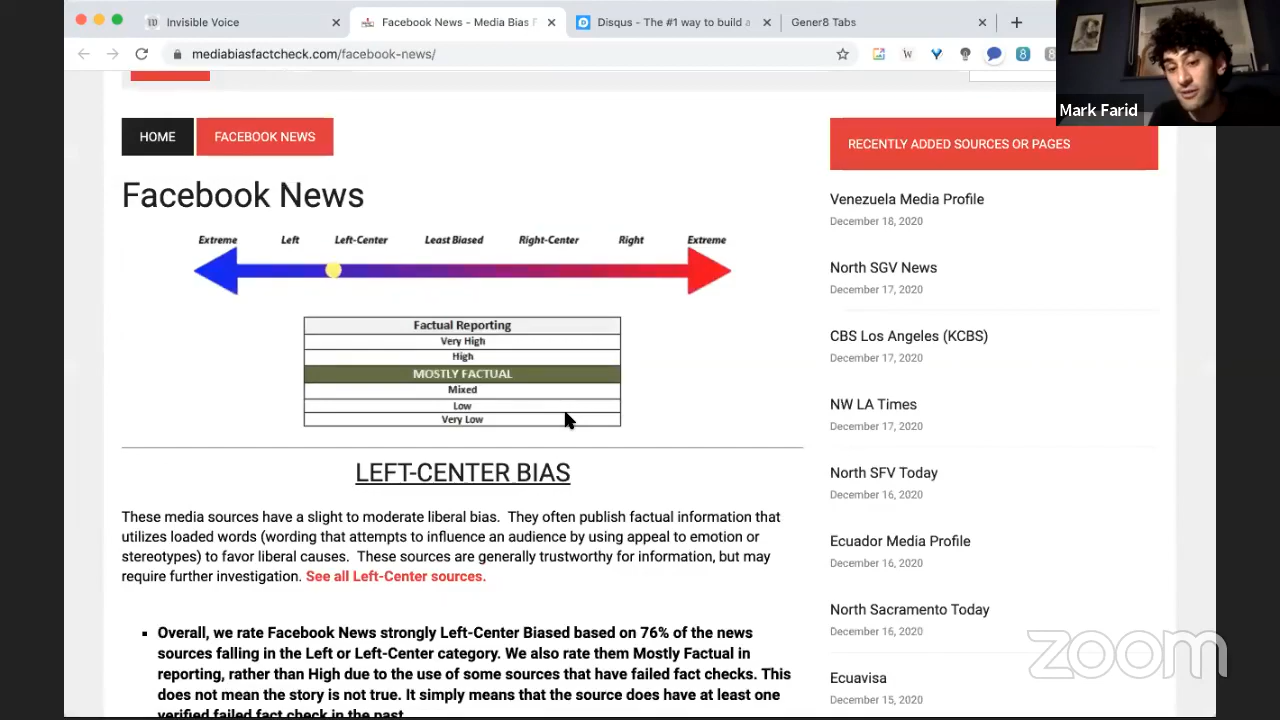 Invisible Voice
Facebook News - Media Bias F
Disqus - The #1 way to build a
Gener8 Tabs
mediabiasfactcheck.com/facebook-news/
Mark Farid
HOME
FACEBOOK NEWS
RECENTLY ADDED SOURCES OR PAGES
Facebook News
Extreme Left Left-Center Least Biased Right-Center Right Extreme
Factual Reporting
Very High
High
MOSTLY FACTUAL
Mixed
Low
Very Low
LEFT-CENTER BIAS
These media sources have a slight to moderate liberal bias. They often publish factual information that
utilizes loaded words (wording that attempts to influence an audience by using appeal to emotion or
stereotypes) to favor liberal causes. These sources are generally trustworthy for information, but may
require further investigation. See all Left-Center sources.
Overall, we rate Facebook News strongly Left-Center Biased based on 76% of the news
sources falling in the Left or Left-Center category. We also rate them Mostly Factual in
reporting, rather than High due to the use of some sources that have failed fact checks. This
does not mean the story is not true. It simply means that the source does have at least one
verified failed fact check in the past.
Venezuela Media Profile
December 18, 2020
North SGV News
December 17, 2020
CBS Los Angeles (KCBS)
December 17, 2020
NW LA Times
December 17, 2020
North SFV Today
December 16, 2020
Ecuador Media Profile
December 16, 2020
North Sacramento Today
December 16, 2020
Ecuavisa
December 15, 2020
zoom